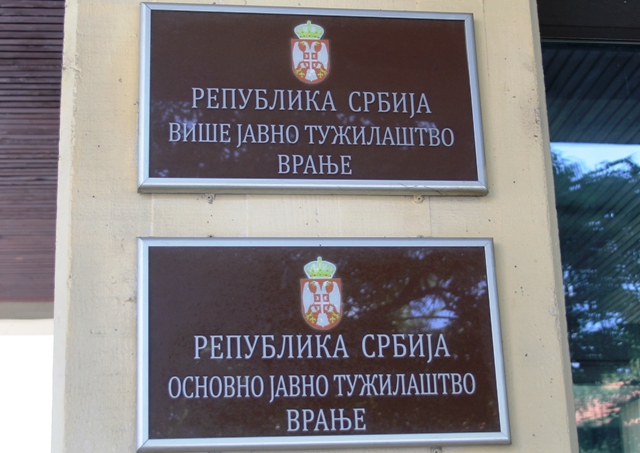 РЕПУБЛИКА СРБИЈА
ВИШЕ ЈАВНО ТУЖИЛАШТВО
ВРАЊЕ
РЕПУБЛИКА СРБИЈА
ОСНОВНО ЈАВНО ТУЖИЛАШТВО
ВРАЊЕ